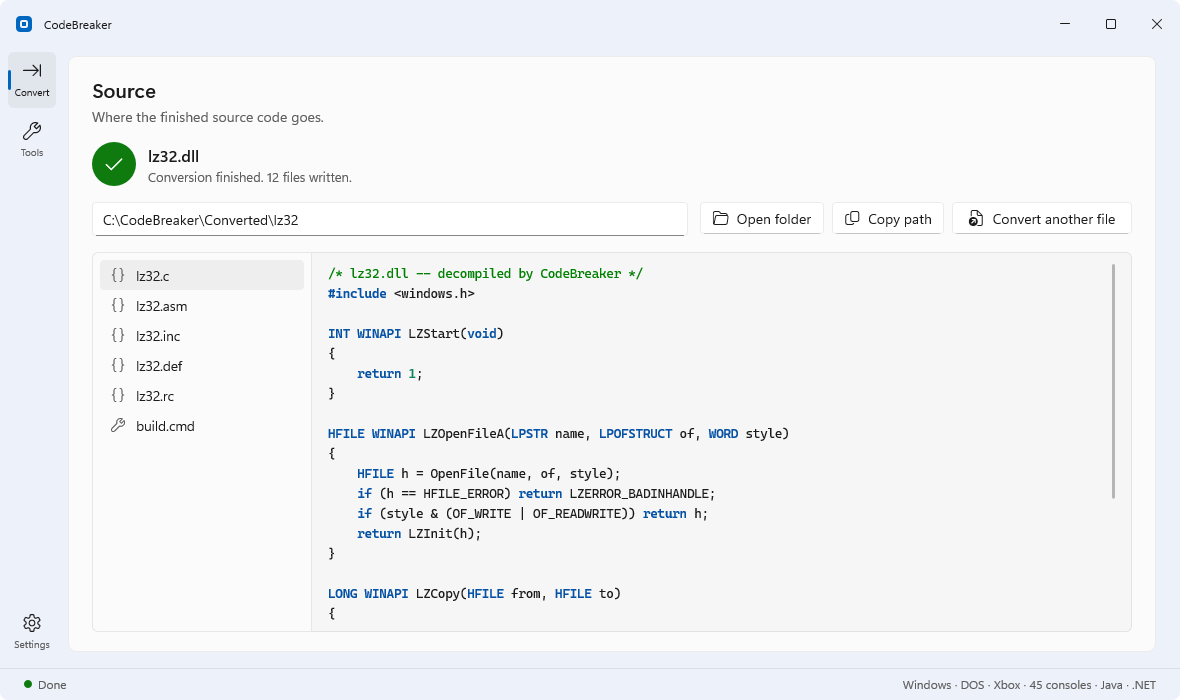 CodeBreaker
Convert
Tools
Source
Where the finished source code goes.
lz32.dll
Conversion finished. 12 files written.
C:\CodeBreaker\Converted\lz32
Open folder
Copy path
Convert another file
{} lz32.c
{} lz32.asm
{} lz32.inc
{} lz32.def
{} lz32.rc
build.cmd
/* lz32.dll -- decompiled by CodeBreaker */
#include <windows.h>
INT WINAPI LZStart(void)
{
    return 1;
}
HFILE WINAPI LZOpenFileA(LPSTR name, LPOFSTRUCT of, WORD style)
{
    HFILE h = OpenFile(name, of, style);
    if (h == HFILE_ERROR) return LZERROR_BADINHANDLE;
    if (style & (OF_WRITE | OF_READWRITE)) return h;
    return LZInit(h);
}
LONG WINAPI LZCopy(HFILE from, HFILE to)
{
Settings
Done
Windows · DOS · Xbox · 45 consoles · Java · .NET